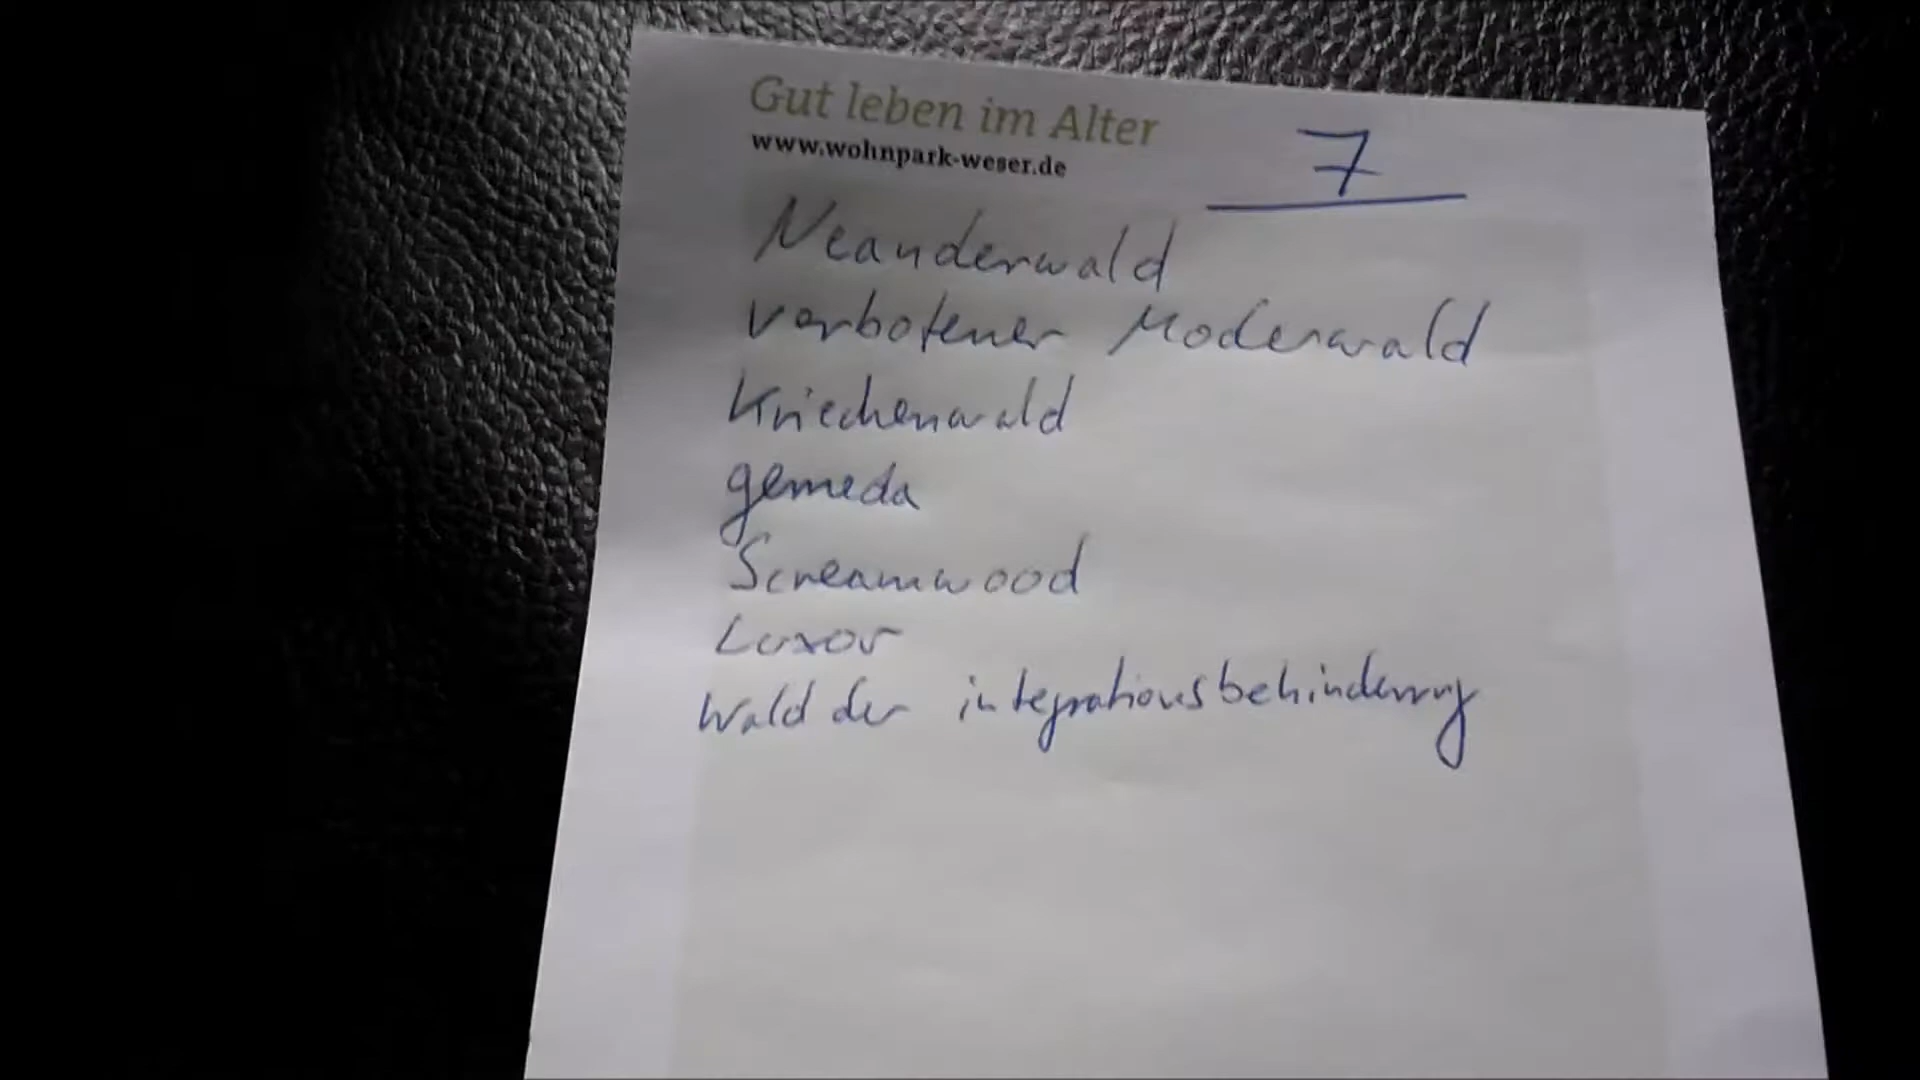 Gut leben im Alter
www.wohnpark-weser.de
7
Neanderwald
verbotener Moderwald
Kriechenwald
gemeda
Screamwood
Luxor
Wald der integrationsbehinderung